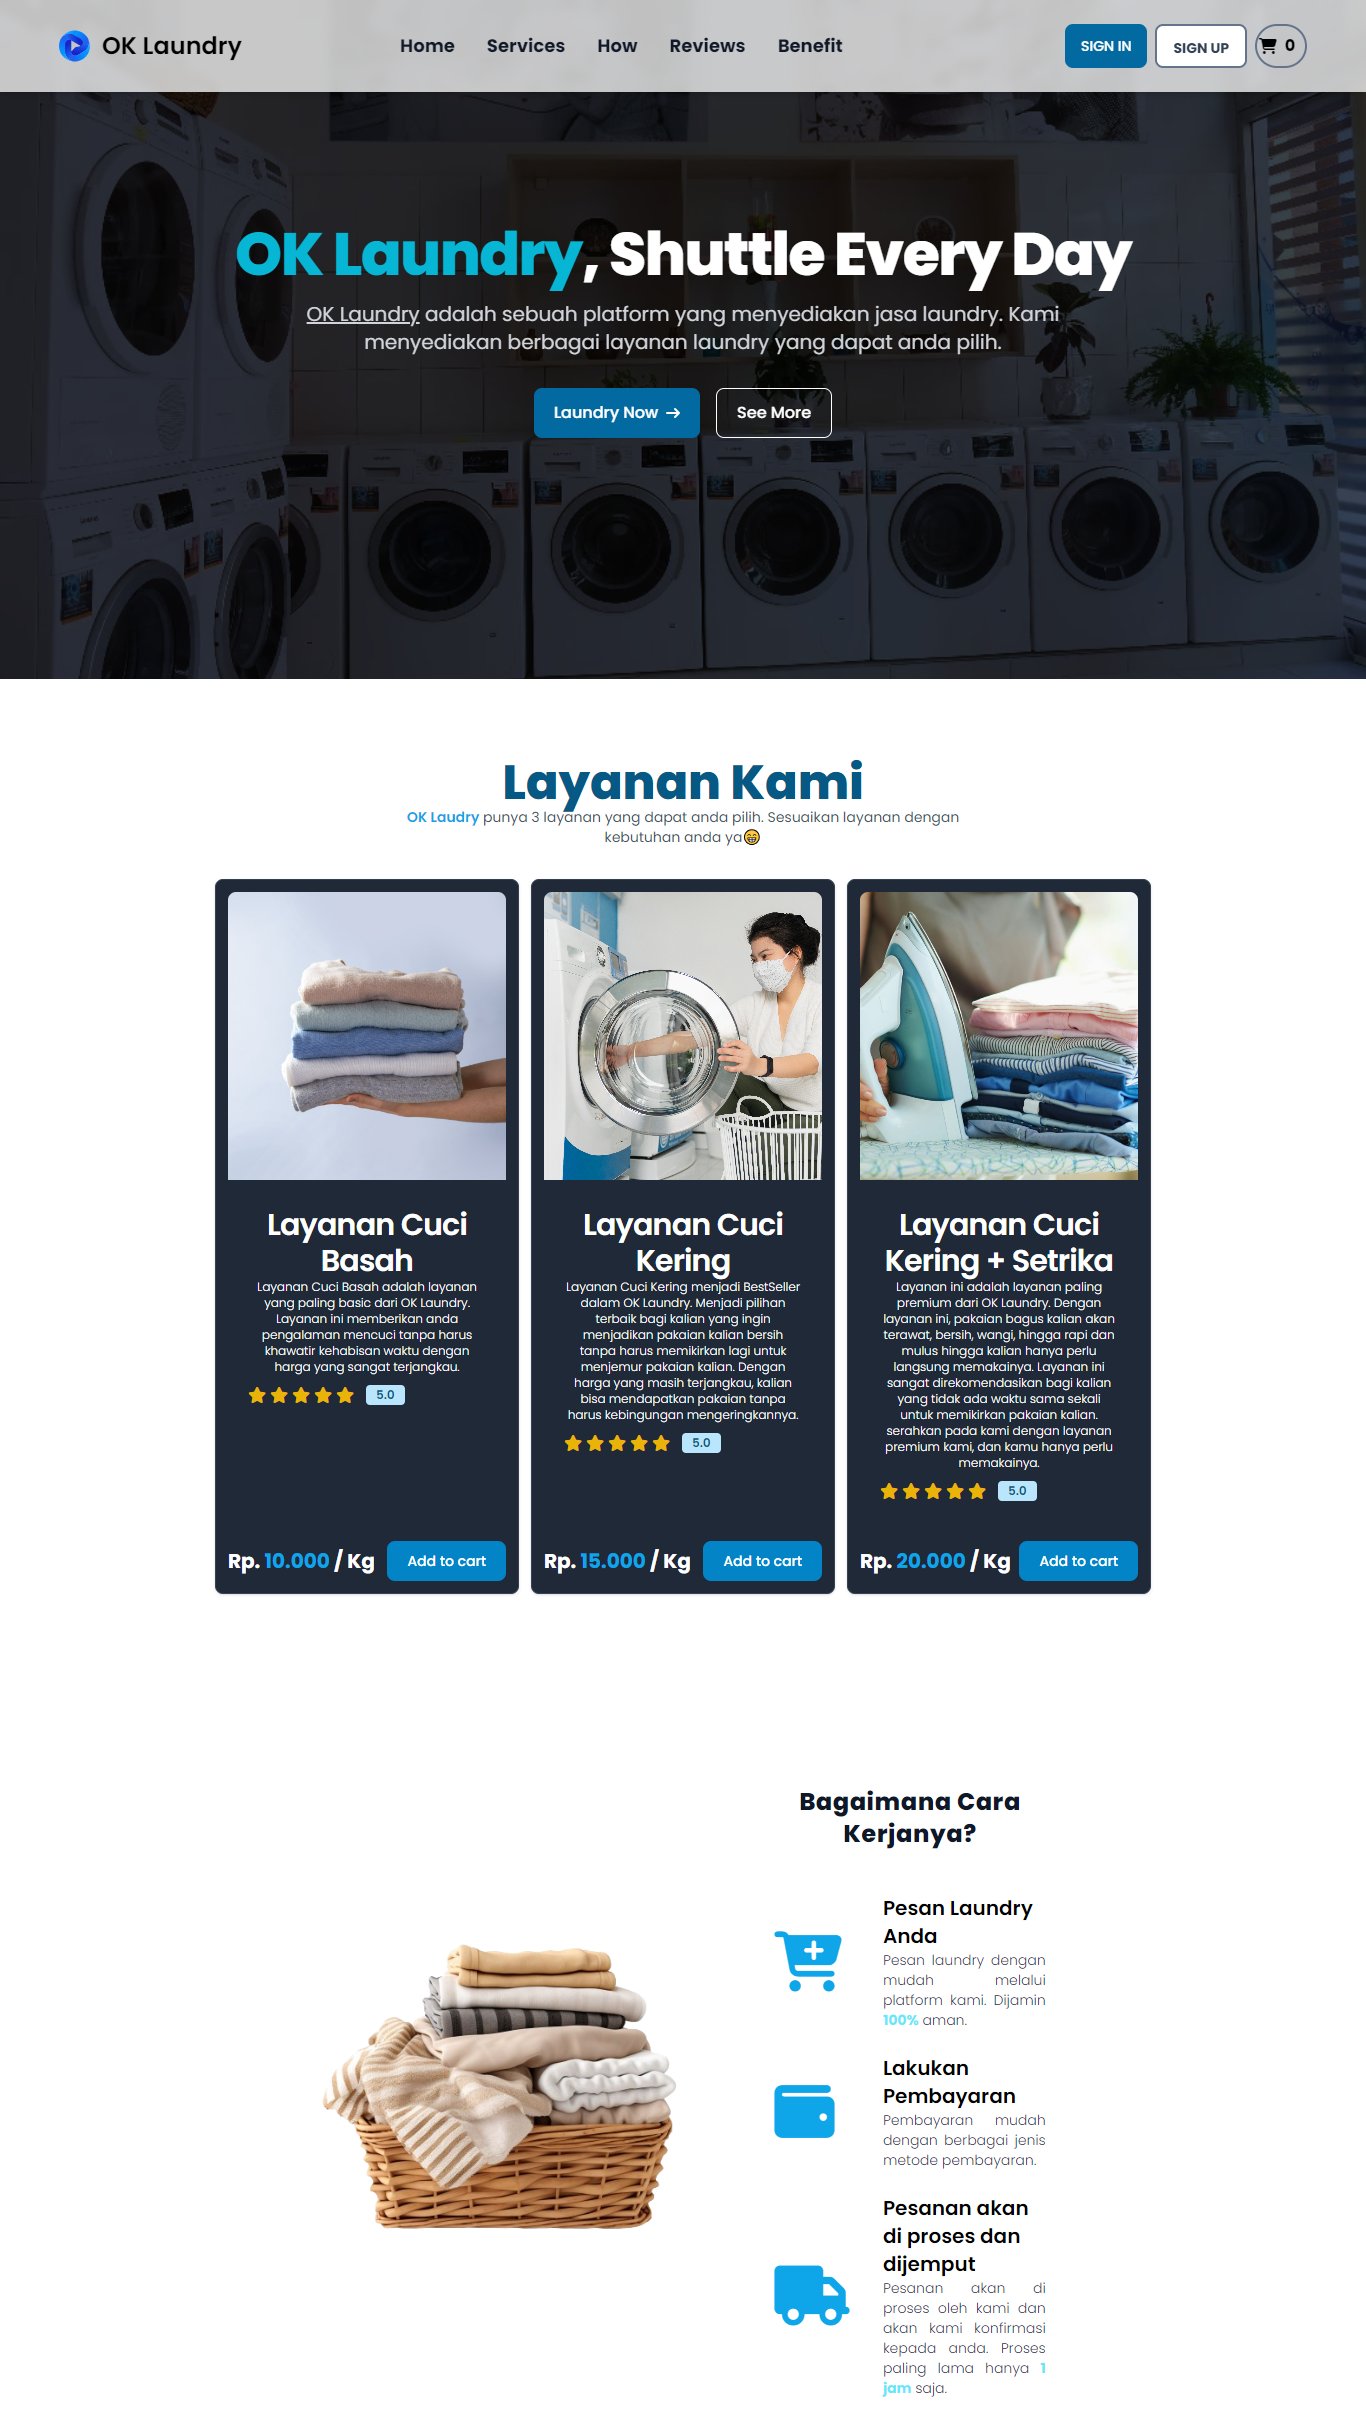 OK Laundry
Home Services How Reviews Benefit
SIGN IN SIGN UP 0
OK Laundry, Shuttle Every Day
OK Laundry adalah sebuah platform yang menyediakan jasa laundry. Kami
menyediakan berbagai layanan laundry yang dapat anda pilih.
Laundry Now → See More
Layanan Kami
OK Laudry punya 3 layanan yang dapat anda pilih. Sesuaikan layanan dengan
kebutuhan anda ya😁
Layanan Cuci
Basah
Layanan Cuci Basah adalah layanan
yang paling basic dari OK Laundry.
Layanan ini memberikan anda
pengalaman mencuci tanpa harus
khawatir kehabisan waktu dengan
harga yang sangat terjangkau.
5.0
Rp. 10.000 / Kg Add to cart
Layanan Cuci
Kering
Layanan Cuci Kering menjadi BestSeller
dalam OK Laundry. Menjadi pilihan
terbaik bagi kalian yang ingin
menjadikan pakaian kalian bersih
tanpa harus memikirkan lagi untuk
menjemur pakaian kalian. Dengan
harga yang masih terjangkau, kalian
bisa mendapatkan pakaian tanpa
harus kebingungan mengeringkannya.
5.0
Rp. 15.000 / Kg Add to cart
Layanan Cuci
Kering + Setrika
Layanan ini adalah layanan paling
premium dari OK Laundry. Dengan
layanan ini, pakaian bagus kalian akan
terawat, bersih, wangi, hingga rapi dan
mulus hingga kalian hanya perlu
langsung memakainya. Layanan ini
sangat direkomendasikan bagi kalian
yang tidak ada waktu sama sekali
untuk memikirkan pakaian kalian.
serahkan pada kami dengan layanan
premium kami, dan kamu hanya perlu
memakainya.
5.0
Rp. 20.000 / Kg Add to cart
Bagaimana Cara
Kerjanya?
Pesan Laundry
Anda
Pesan laundry dengan
mudah melalui
platform kami. Dijamin
100% aman.
Lakukan
Pembayaran
Pembayaran mudah
dengan berbagai jenis
metode pembayaran.
Pesanan akan
di proses dan
dijemput
Pesanan akan di
proses oleh kami dan
akan kami konfirmasi
kepada anda. Proses
paling lama hanya 1
jam saja.